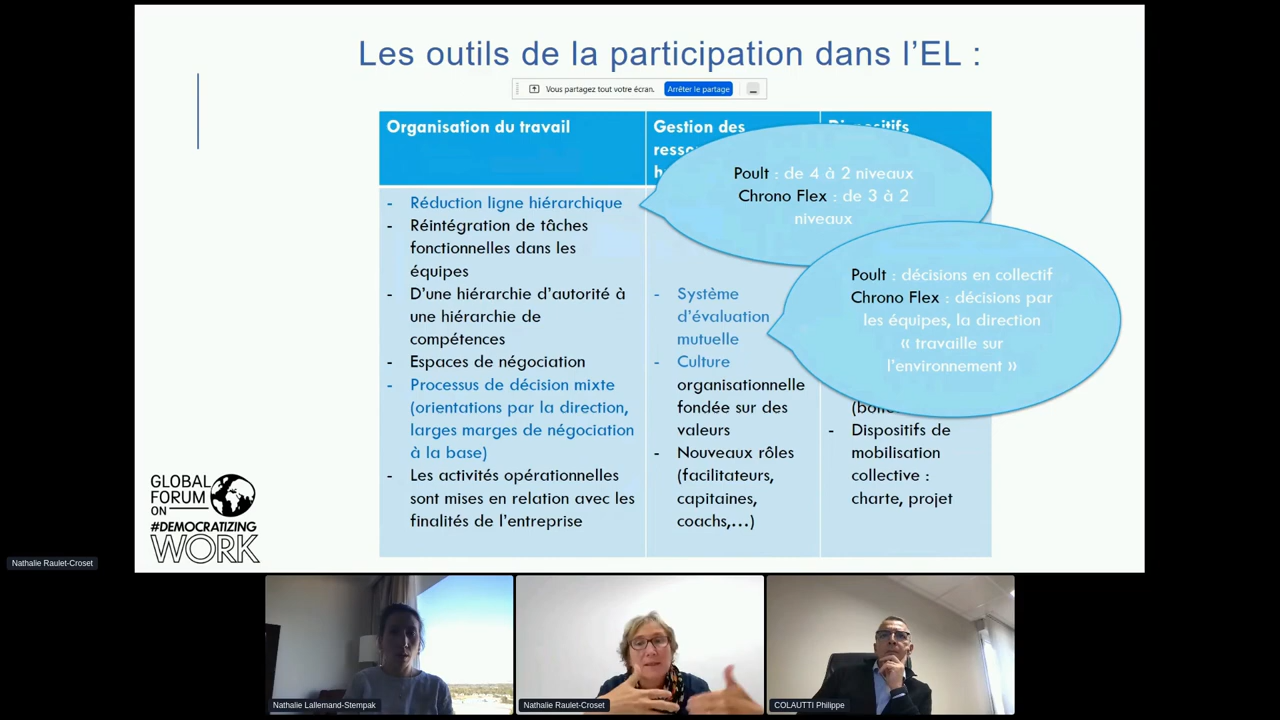 Les outils de la participation dans l'EL :
Vous partagez tout votre écran.
Arrêter le partage
Organisation du travail
- Réduction ligne hiérarchique
- Réintégration de tâches
fonctionnelles dans les
équipes
- D'une hiérarchie d'autorité à
une hiérarchie de
compétences
- Espaces de négociation
- Processus de décision mixte
(orientations par la direction,
larges marges de négociation
à la base)
- Les activités opérationnelles
sont mises en relation avec les
finalités de l'entreprise
Gestion des
- Système
d'évaluation
mutuelle
- Culture
organisationnelle
fondée sur des
valeurs
- Nouveaux rôles
(facilitateurs,
capitaines,
coachs,...)
Dispositifs
- Dispositifs de
mobilisation
collective :
charte, projet
Poult : de 4 à 2 niveaux
Chrono Flex : de 3 à 2
niveaux
Poult : décisions en collectif
Chrono Flex : décisions par
les équipes, la direction
« travaille sur
l'environnement »
GLOBAL
FORUM
ON
#DEMOCRATIZING
WORK
Nathalie Raulet-Croset
Nathalie Lallemand-Stempak
Nathalie Raulet-Croset
COLAUTTI Philippe